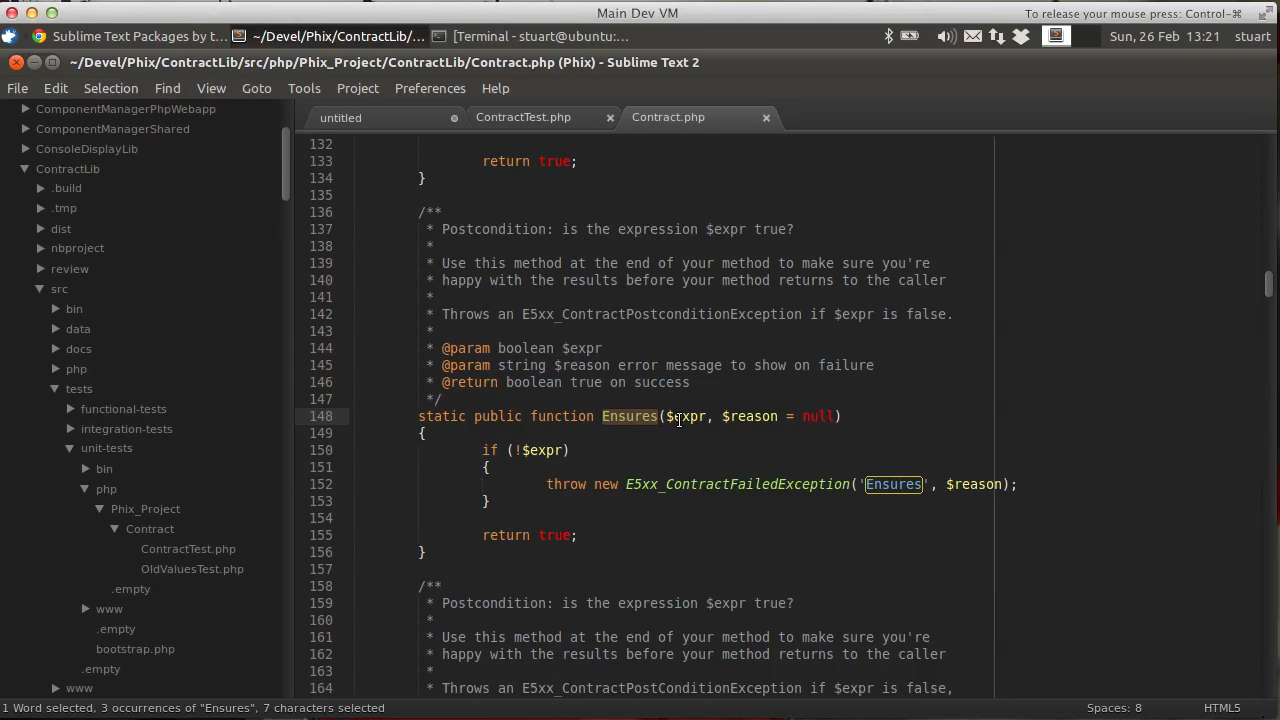 Main Dev VM
To release your mouse press: Control-⌘
Sublime Text Packages by t...
~/Devel/Phix/ContractLib/...
[Terminal - stuart@ubuntu:...
Sun, 26 Feb 13:21 stuart
~/Devel/Phix/ContractLib/src/php/Phix_Project/ContractLib/Contract.php (Phix) - Sublime Text 2
File Edit Selection Find View Goto Tools Project Preferences Help
ComponentManagerPhpWebapp
ComponentManagerShared
ConsoleDisplayLib
ContractLib
.build
.tmp
dist
nbproject
review
src
bin
data
docs
php
tests
functional-tests
integration-tests
unit-tests
bin
php
Phix_Project
Contract
ContractTest.php
OldValuesTest.php
.empty
www
.empty
bootstrap.php
.empty
www
untitled
ContractTest.php
Contract.php
132
133 return true;
134 }
135
136 /**
137 * Postcondition: is the expression $expr true?
138 *
139 * Use this method at the end of your method to make sure you're
140 * happy with the results before your method returns to the caller
141 *
142 * Throws an E5xx_ContractPostconditionException if $expr is false.
143 *
144 * @param boolean $expr
145 * @param string $reason error message to show on failure
146 * @return boolean true on success
147 */
148 static public function Ensures($expr, $reason = null)
149 {
150 if (!$expr)
151 {
152 throw new E5xx_ContractFailedException('Ensures', $reason);
153 }
154
155 return true;
156 }
157
158 /**
159 * Postcondition: is the expression $expr true?
160 *
161 * Use this method at the end of your method to make sure you're
162 * happy with the results before your method returns to the caller
163 *
164 * Throws an E5xx_ContractPostConditionException if $expr is false,
1 Word selected, 3 occurrences of "Ensures", 7 characters selected
Spaces: 8
HTML5